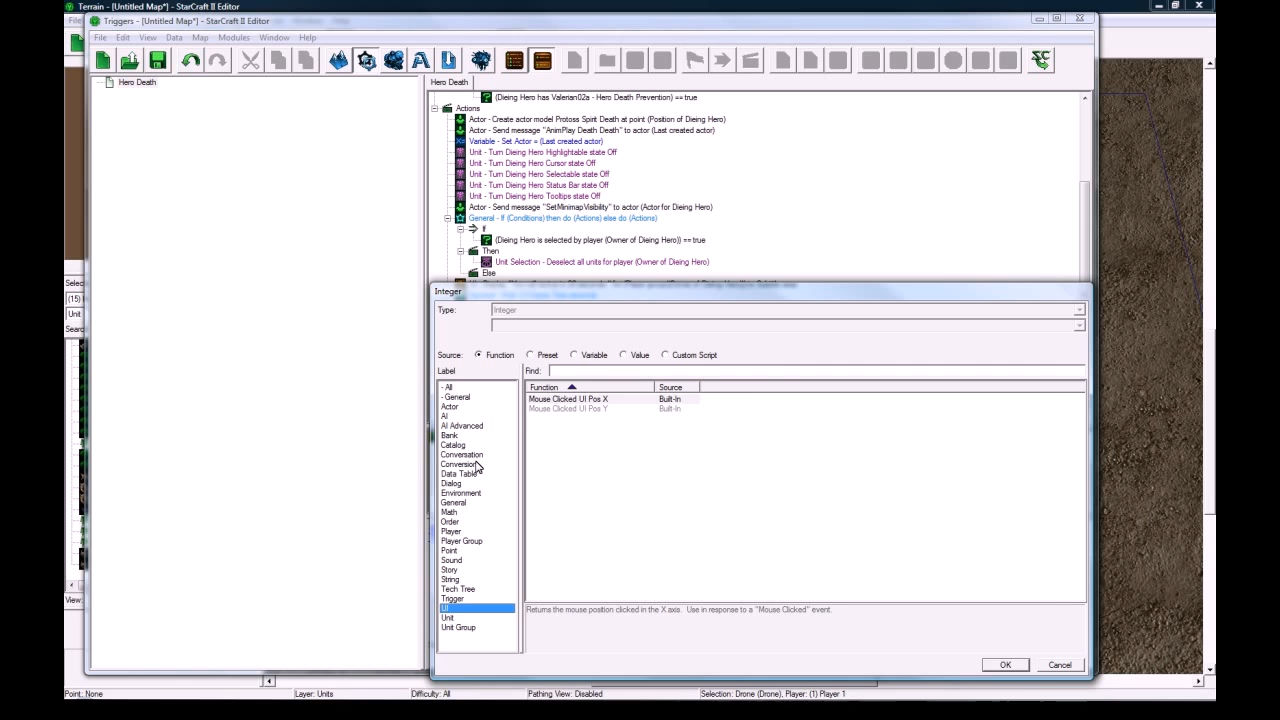 Terrain - [Untitled Map*] - StarCraft II Editor
Triggers - [Untitled Map*] - StarCraft II Editor
File Edit View Data Map Modules Window Help
Hero Death
Hero Death
(Dieing Hero has Valerian02a - Hero Death Prevention) == true
Actions
Actor - Create actor model Protoss Spirit Death at point (Position of Dieing Hero)
Actor - Send message "AnimPlay Death Death" to actor (Last created actor)
Variable - Set Actor = (Last created actor)
Unit - Turn Dieing Hero Highlightable state Off
Unit - Turn Dieing Hero Cursor state Off
Unit - Turn Dieing Hero Selectable state Off
Unit - Turn Dieing Hero Status Bar state Off
Unit - Turn Dieing Hero Tooltips state Off
Actor - Send message "SetMinimapVisibility" to actor (Actor for Dieing Hero)
General - If (Conditions) then do (Actions) else do (Actions)
If
(Dieing Hero is selected by player (Owner of Dieing Hero)) == true
Then
Unit Selection - Deselect all units for player (Owner of Dieing Hero)
Else
Integer
Type: Integer
Source: Function Preset Variable Value Custom Script
Label
Find:
- All
- General
Actor
AI
AI Advanced
Bank
Catalog
Conversation
Conversion
Data Table
Dialog
Environment
General
Math
Order
Player
Player Group
Point
Sound
Story
String
Tech Tree
Trigger
UI
Unit
Unit Group
Function Source
Mouse Clicked UI Pos X Built-In
Mouse Clicked UI Pos Y Built-In
Returns the mouse position clicked in the X axis. Use in response to a "Mouse Clicked" event.
OK Cancel
Selec
(15)
Unit
Searc
View:
Point: None Layer: Units Difficulty: All Pathing View: Disabled Selection: Drone (Drone), Player: (1) Player 1